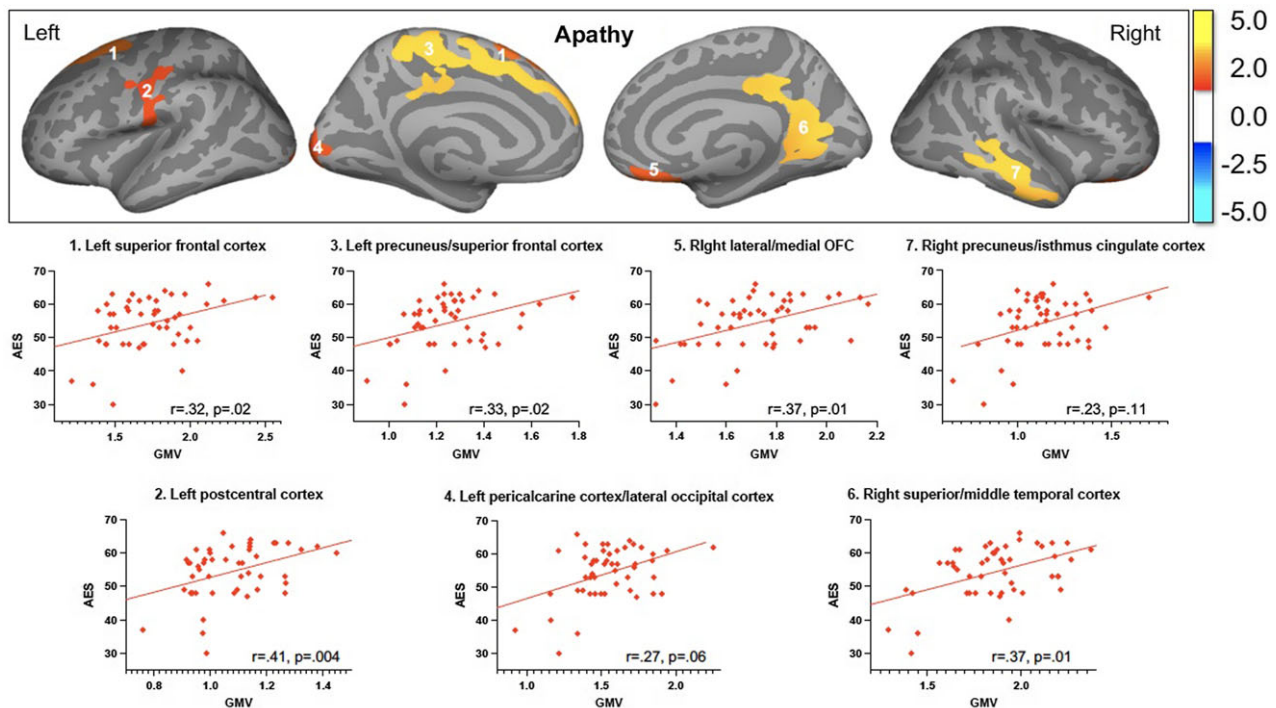 Left
Apathy
Right
1
2
3
1
4
5
6
7
5.0
2.0
0.0
-2.5
-5.0
1. Left superior frontal cortex
AES
70
60
50
40
30
r=.32, p=.02
1.5 2.0 2.5
GMV
3. Left precuneus/superior frontal cortex
70
60
50
40
30
r=.33, p=.02
1.0 1.2 1.4 1.6 1.8
GMV
5. RIght lateral/medial OFC
AES
70
60
50
40
30
r=.37, p=.01
1.4 1.6 1.8 2.0 2.2
GMV
7. Right precuneus/isthmus cingulate cortex
AES
70
60
50
40
30
r=.23, p=.11
1.0 1.5
GMV
2. Left postcentral cortex
AES
70
60
50
40
30
r=.41, p=.004
0.8 1.0 1.2 1.4
GMV
4. Left pericalcarine cortex/lateral occipital cortex
AES
70
60
50
40
30
r=.27, p=.06
1.0 1.5 2.0
GMV
6. Right superior/middle temporal cortex
AES
70
60
50
40
30
r=.37, p=.01
1.5 2.0
GMV